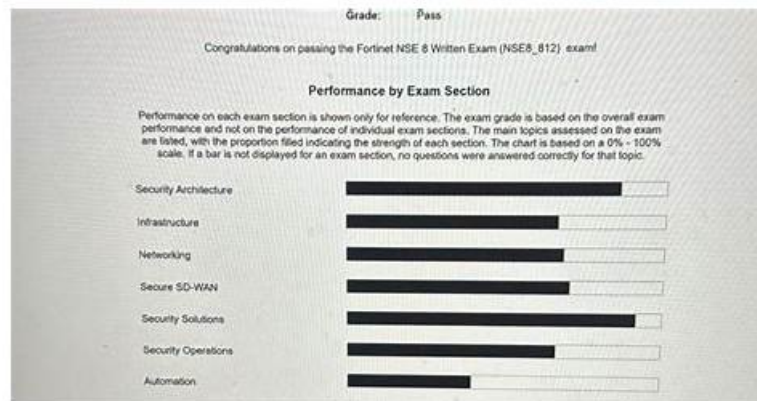 Grade: Pass
Congratulations on passing the Fortinet NSE 8 Written Exam (NSE8_812) exam!
Performance by Exam Section
Performance on each exam section is shown only for reference. The exam grade is based on the overall exam
performance and not on the performance of individual exam sections. The main topics assessed on the exam
are listed, with the proportion filled indicating the strength of each section. The chart is based on a 0% - 100%
scale. If a bar is not displayed for an exam section, no questions were answered correctly for that topic.
Security Architecture
Infrastructure
Networking
Secure SD-WAN
Security Solutions
Security Operations
Automation